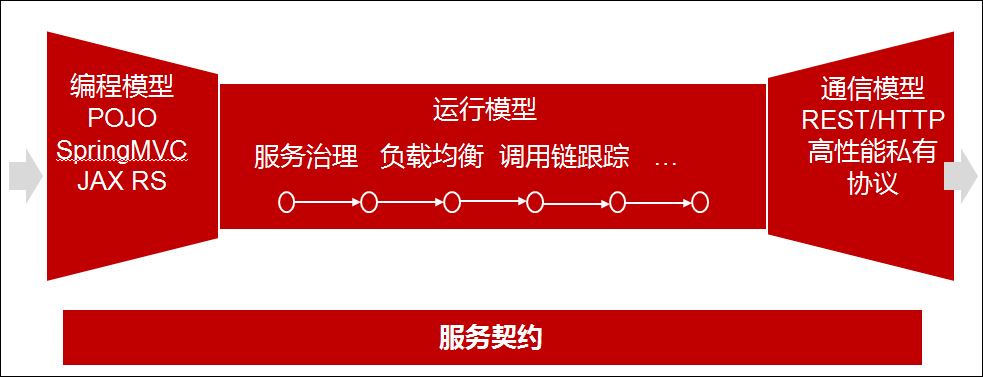 编程模型
POJO
SpringMVC
JAX RS
运行模型
服务治理 负载均衡 调用链跟踪 …
通信模型
REST/HTTP
高性能私有
协议
服务契约